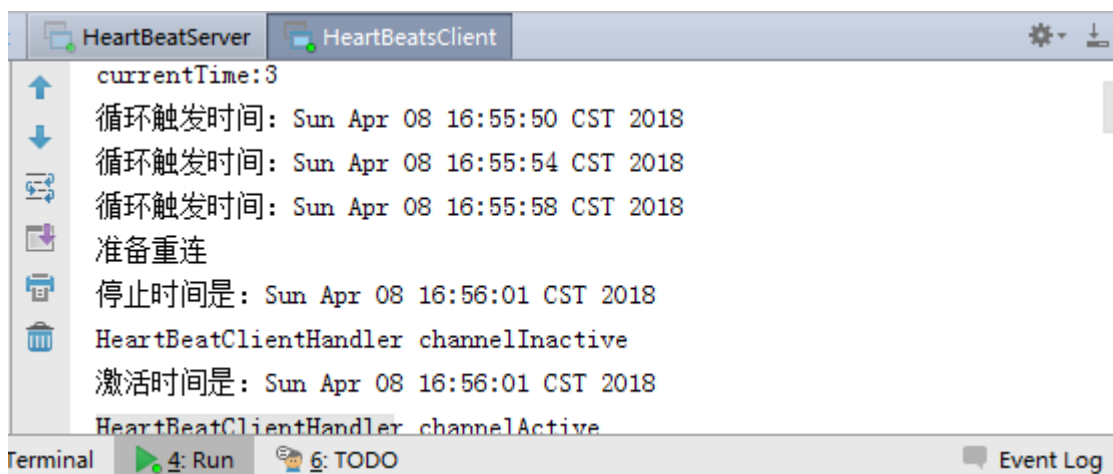 HeartBeatServer HeartBeatsClient
currentTime:3
循环触发时间：Sun Apr 08 16:55:50 CST 2018
循环触发时间：Sun Apr 08 16:55:54 CST 2018
循环触发时间：Sun Apr 08 16:55:58 CST 2018
准备重连
停止时间是：Sun Apr 08 16:56:01 CST 2018
HeartBeatClientHandler channelInactive
激活时间是：Sun Apr 08 16:56:01 CST 2018
HeartBeatClientHandler channelActive
Terminal 4: Run 6: TODO Event Log